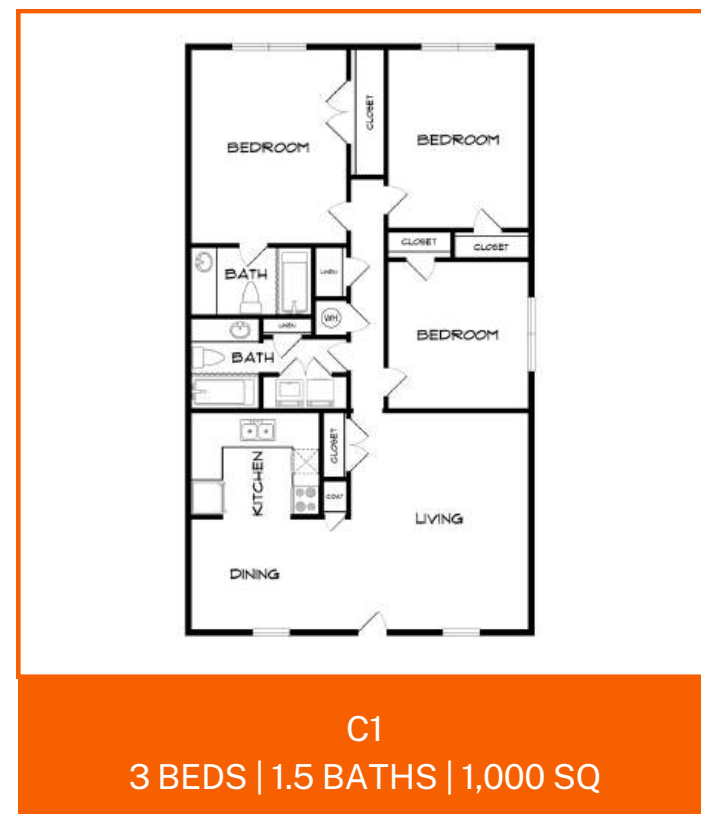 CLOSET
BEDROOM
BEDROOM
CLOSET
CLOSET
BATH
LINEN
WH
LINEN
BATH
BEDROOM
CLOSET
KITCHEN
COAT
LIVING
DINING
C1
3 BEDS | 1.5 BATHS | 1,000 SQ